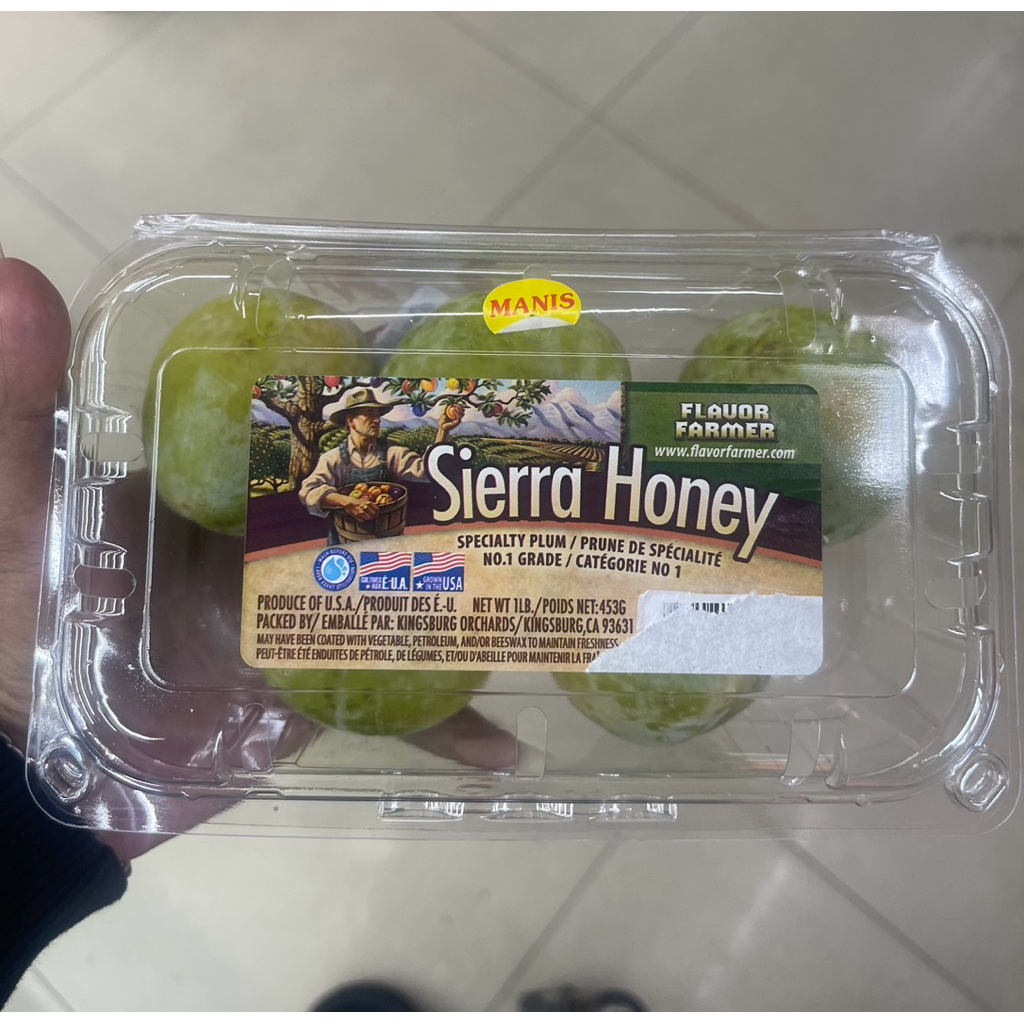 MANIS
FLAVOR
FARMER
www.flavorfarmer.com
Sierra Honey
SPECIALTY PLUM / PRUNE DE SPÉCIALITÉ
NO.1 GRADE / CATÉGORIE NO 1
É.-U.A.
GROWN
IN THE USA
PRODUCE OF U.S.A./PRODUIT DES É.-U. NET WT 1LB./POIDS NET:453G
PACKED BY/ EMBALLÉ PAR: KINGSBURG ORCHARDS/KINGSBURG,CA 93631
MAY HAVE BEEN COATED WITH VEGETABLE, PETROLEUM, AND/OR BEESWAX TO MAINTAIN FRESHNESS
PEUT-ÊTRE ÉTÉ ENDUITES DE PÉTROLE, DE LÉGUMES, ET/OU D'ABEILLE POUR MAINTENIR LA